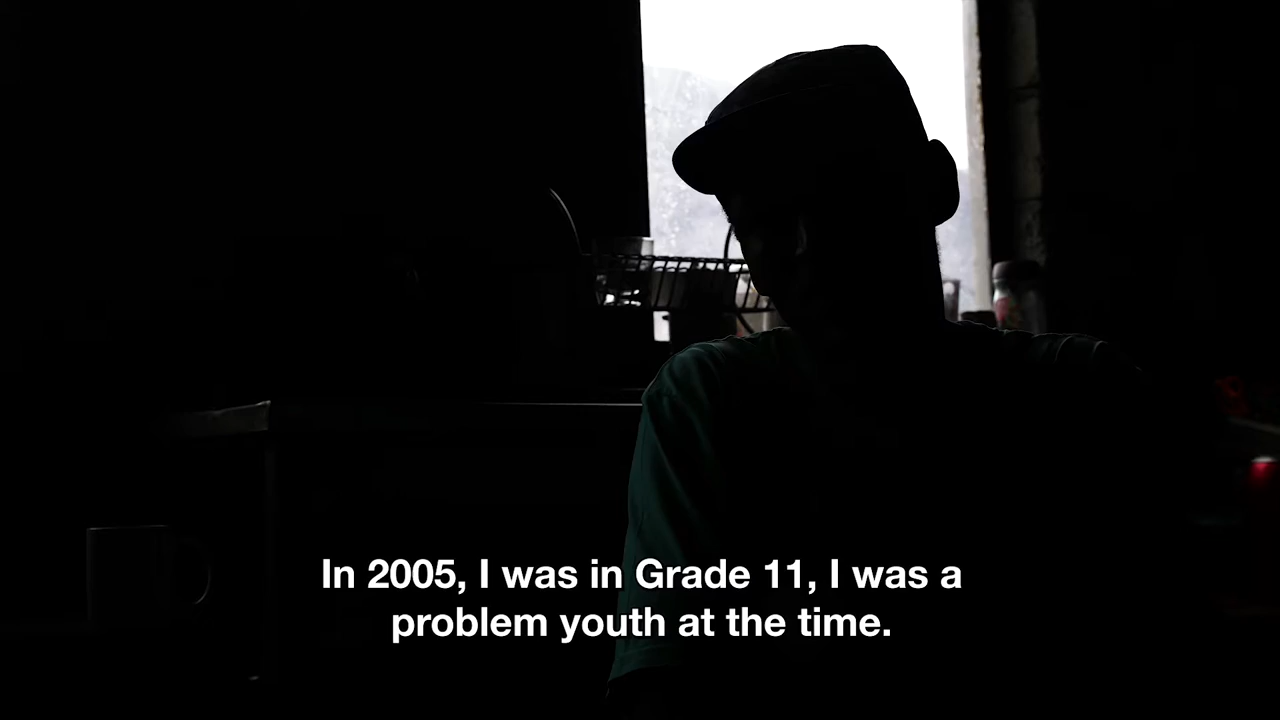 In 2005, I was in Grade 11, I was a
problem youth at the time.